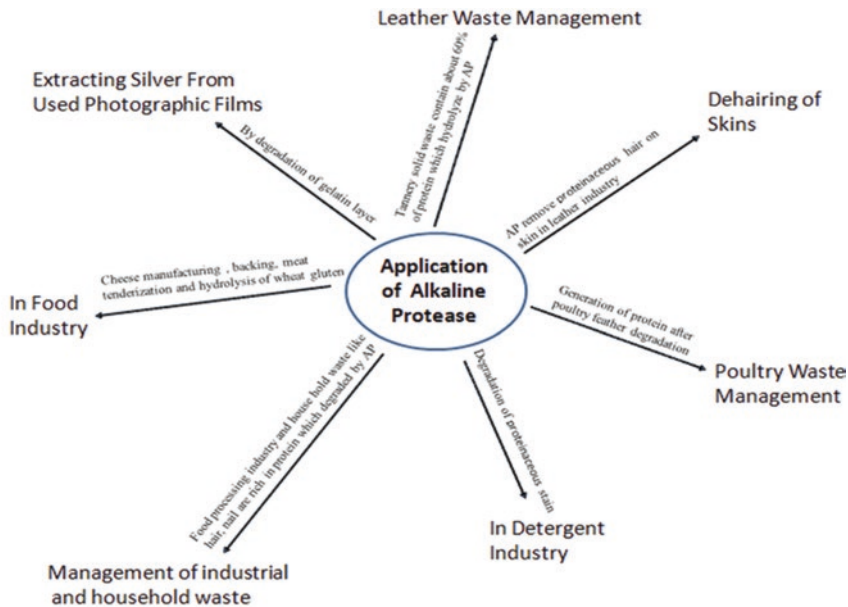 Leather Waste Management
Tannery solid waste contain about 60%
of protein which hydrolyze by AP
Extracting Silver From
Used Photographic Films
By degradation of gelatin layer
Dehairing of
Skins
AP remove proteinaceous hair on
skin in leather industry
Application
of Alkaline
Protease
Cheese manufacturing , backing, meat
tenderization and hydrolysis of wheat gluten
In Food
Industry
Generation of protein after
poultry feather degradation
Poultry Waste
Management
Food processing industry and house hold waste like
hair, nail are rich in protein which degraded by AP
Management of industrial
and household waste
Degradation of proteinaceous stain
In Detergent
Industry